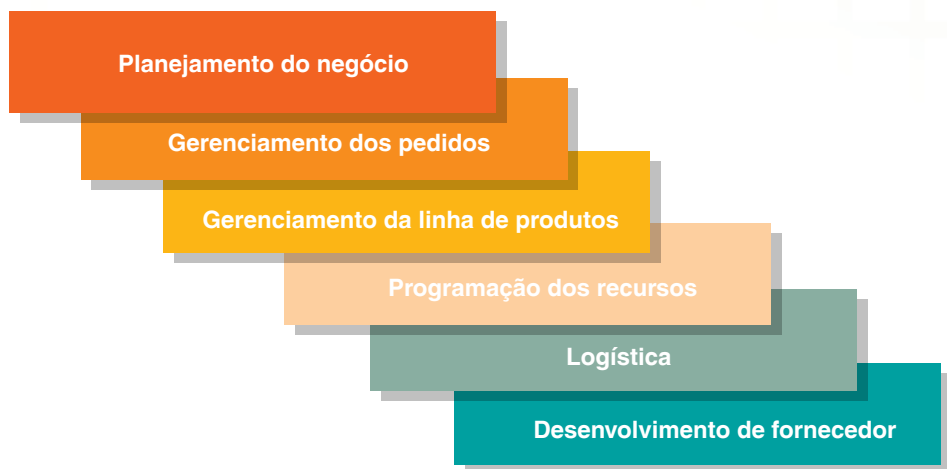 Planejamento do negócio
Gerenciamento dos pedidos
Gerenciamento da linha de produtos
Programação dos recursos
Logística
Desenvolvimento de fornecedor